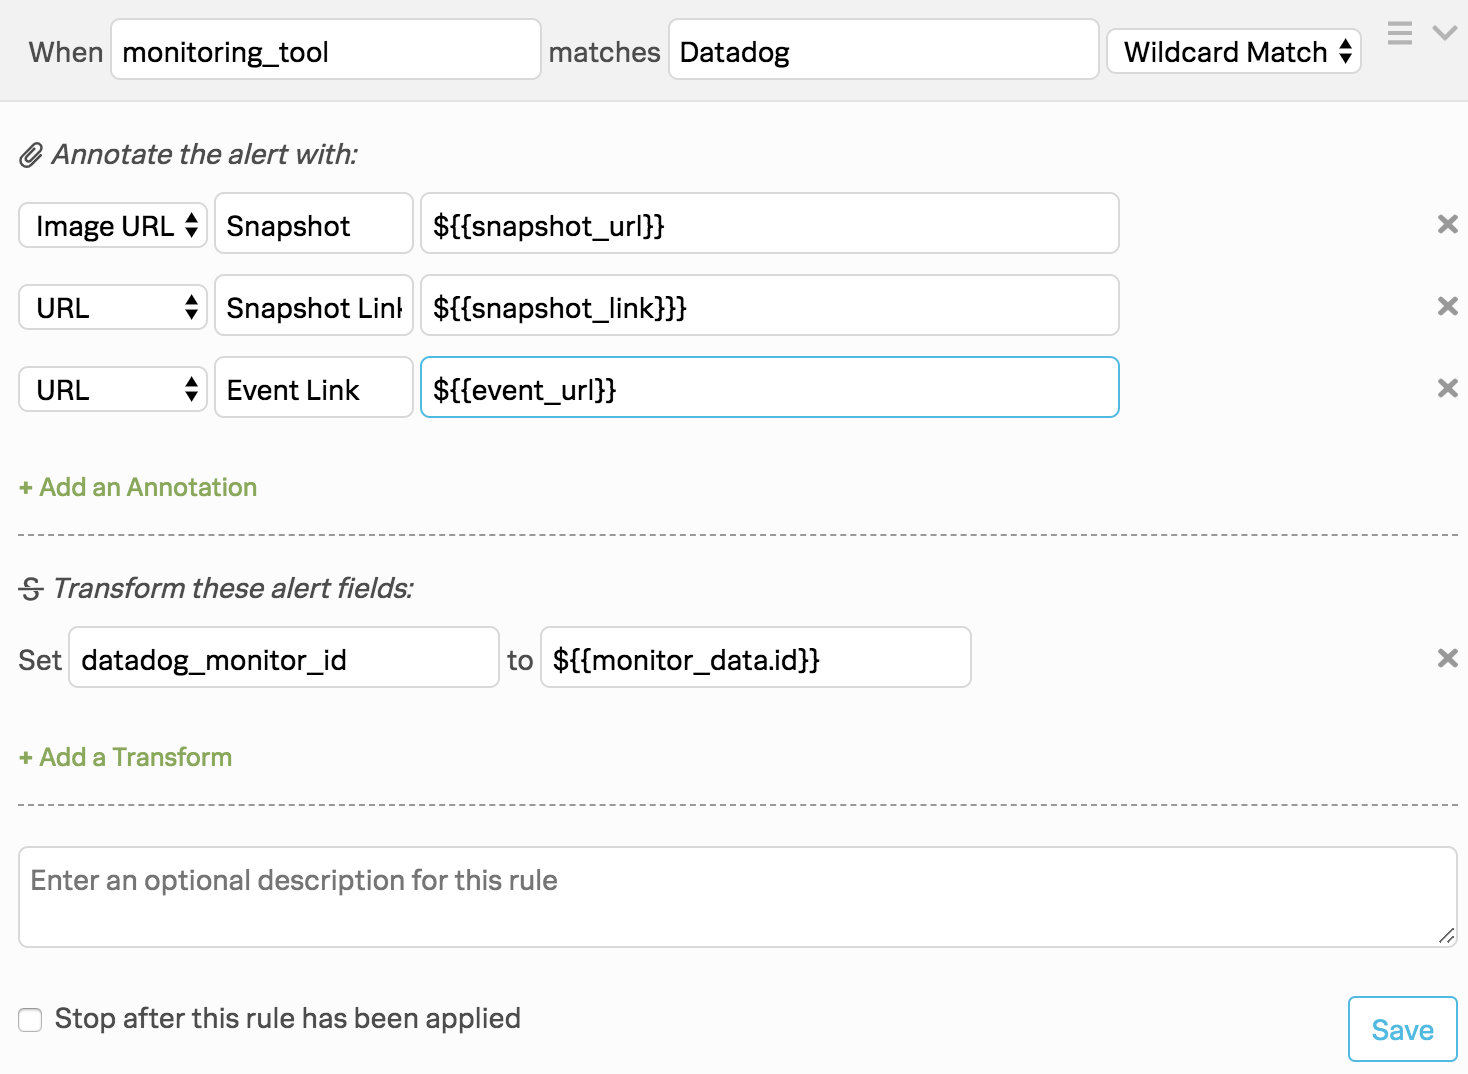 When monitoring_tool matches Datadog Wildcard Match
Annotate the alert with:
Image URL Snapshot ${{snapshot_url}}
URL Snapshot Link ${{snapshot_link}}}
URL Event Link ${{event_url}}
+ Add an Annotation
Transform these alert fields:
Set datadog_monitor_id to ${{monitor_data.id}}
+ Add a Transform
Enter an optional description for this rule
Stop after this rule has been applied
Save